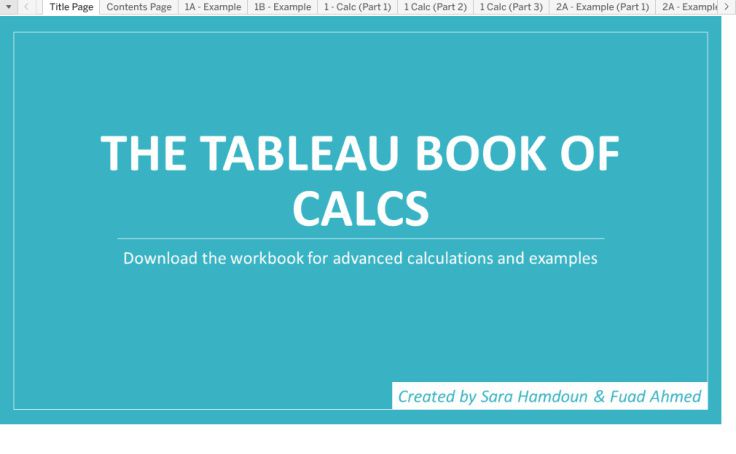 Title Page Contents Page 1A - Example 1B - Example 1 - Calc (Part 1) 1 Calc (Part 2) 1 Calc (Part 3) 2A - Example (Part 1) 2A - Example
THE TABLEAU BOOK OF
CALCS
Download the workbook for advanced calculations and examples
Created by Sara Hamdoun & Fuad Ahmed